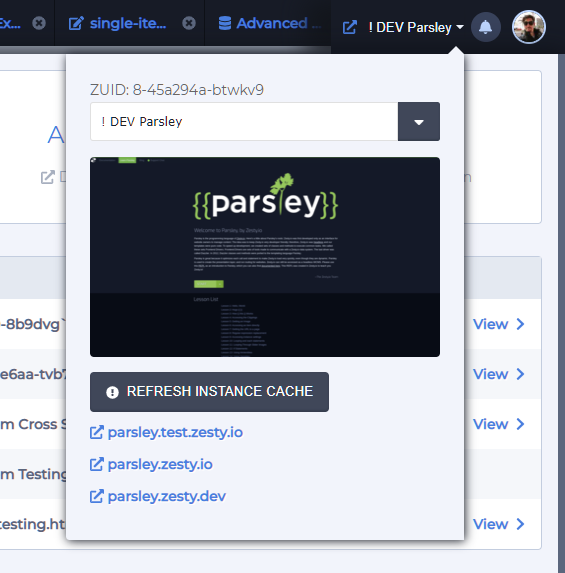 Ex...
single-ite...
Advanced ...
! DEV Parsley
ZUID: 8-45a294a-btwkv9
! DEV Parsley
{{parsley}}
Welcome to Parsley by Zesty.io
Lesson List
REFRESH INSTANCE CACHE
parsley.test.zesty.io
parsley.zesty.io
parsley.zesty.dev
A
-8b9dvg`
View
e6aa-tvb7
View
m Cross S
View
m Testing
testing.ht
View